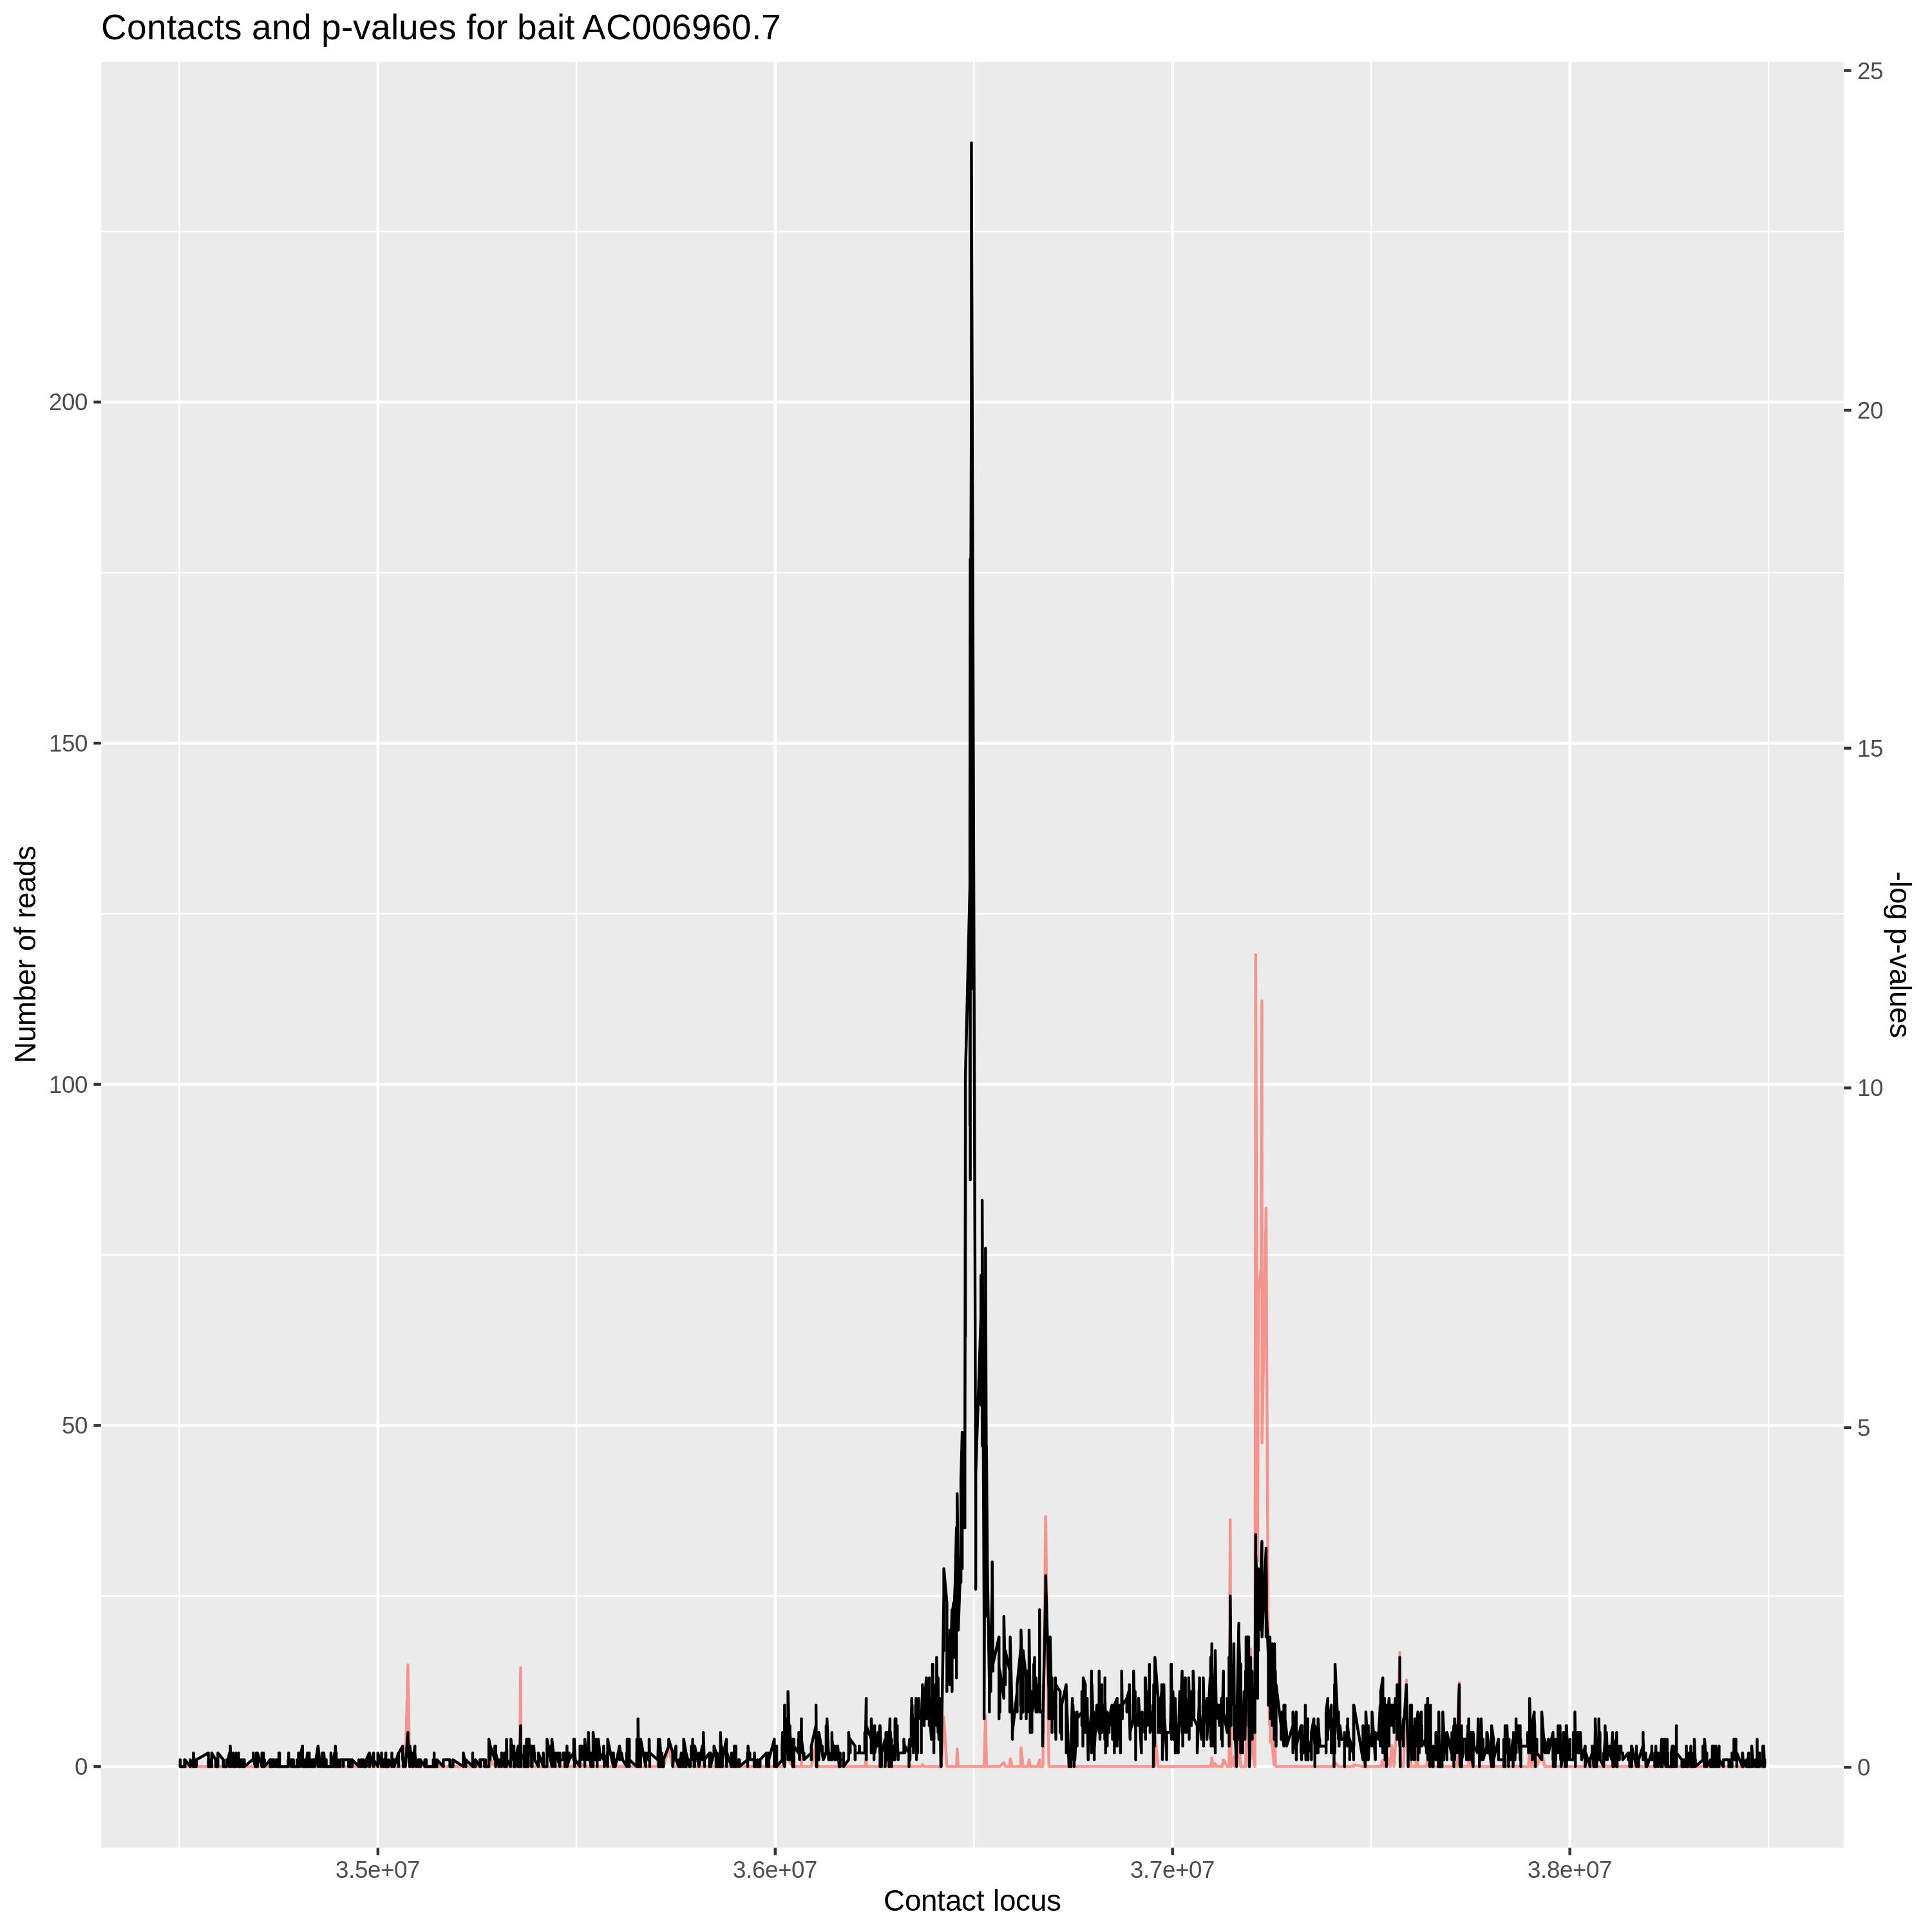 Contacts and p-values for bait AC006960.7
25
20
15
10
5
0
200
150
100
50
0
Number of reads
-log p-values
3.5e+07 3.6e+07 3.7e+07 3.8e+07
Contact locus